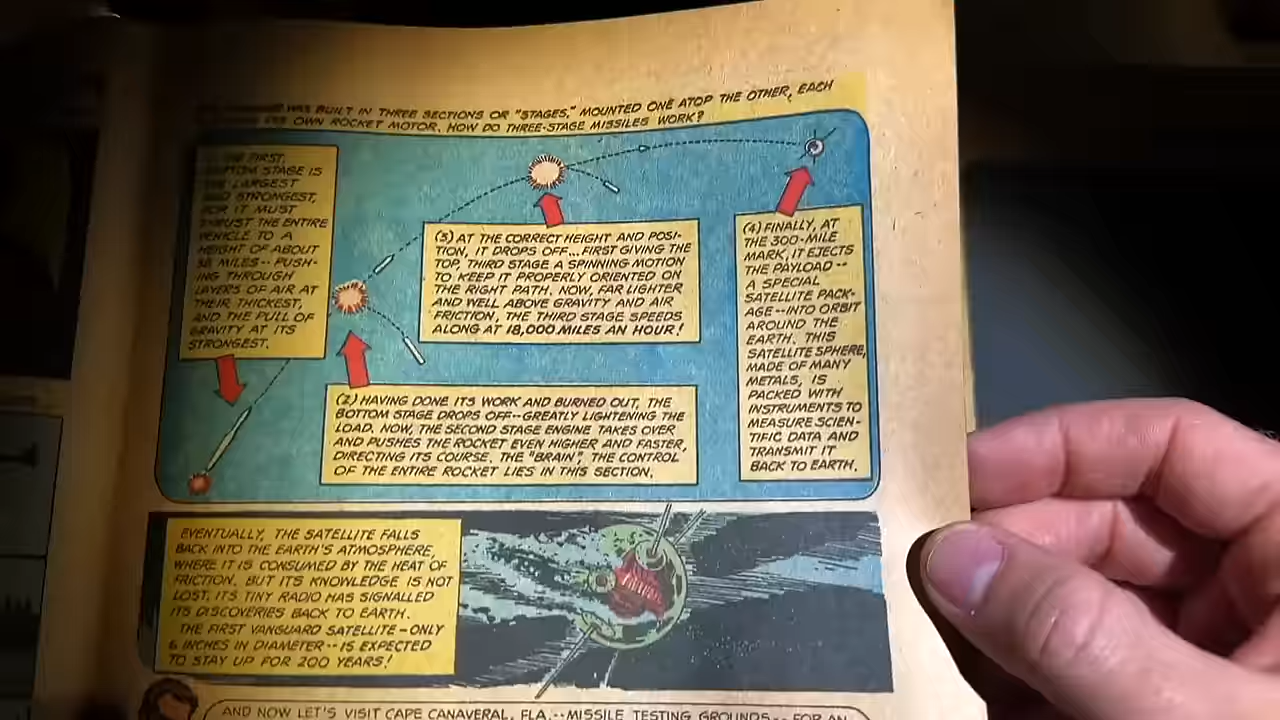 WAS BUILT IN THREE SECTIONS OR "STAGES," MOUNTED ONE ATOP THE OTHER, EACH
ITS OWN ROCKET MOTOR. HOW DO THREE-STAGE MISSILES WORK?
FIRST,
BOTTOM STAGE IS
THE LARGEST
AND STRONGEST,
FOR IT MUST
THRUST THE ENTIRE
VEHICLE TO A
HEIGHT OF ABOUT
MILES -- PUSH-
ING THROUGH
LAYERS OF AIR AT
THEIR THICKEST,
AND THE PULL OF
GRAVITY AT ITS
STRONGEST.
(2) HAVING DONE ITS WORK AND BURNED OUT, THE
BOTTOM STAGE DROPS OFF--GREATLY LIGHTENING THE
LOAD. NOW, THE SECOND STAGE ENGINE TAKES OVER
AND PUSHES THE ROCKET EVEN HIGHER AND FASTER,
DIRECTING ITS COURSE. THE "BRAIN", THE CONTROL
OF THE ENTIRE ROCKET LIES IN THIS SECTION.
(3) AT THE CORRECT HEIGHT AND POSI-
TION, IT DROPS OFF...FIRST GIVING THE
TOP, THIRD STAGE A SPINNING MOTION
TO KEEP IT PROPERLY ORIENTED ON
THE RIGHT PATH. NOW, FAR LIGHTER
AND WELL ABOVE GRAVITY AND AIR
FRICTION, THE THIRD STAGE SPEEDS
ALONG AT 18,000 MILES AN HOUR!
(4) FINALLY, AT
THE 300-MILE
MARK, IT EJECTS
THE PAYLOAD --
A SPECIAL
SATELLITE PACK-
AGE--INTO ORBIT
AROUND THE
EARTH. THIS
SATELLITE SPHERE,
MADE OF MANY
METALS, IS
PACKED WITH
INSTRUMENTS TO
MEASURE SCIEN-
TIFIC DATA AND
TRANSMIT IT
BACK TO EARTH.
EVENTUALLY, THE SATELLITE FALLS
BACK INTO THE EARTH'S ATMOSPHERE,
WHERE IT IS CONSUMED BY THE HEAT OF
FRICTION. BUT ITS KNOWLEDGE IS NOT
LOST. ITS TINY RADIO HAS SIGNALLED
ITS DISCOVERIES BACK TO EARTH.
THE FIRST VANGUARD SATELLITE - ONLY
6 INCHES IN DIAMETER -- IS EXPECTED
TO STAY UP FOR 200 YEARS!
AND NOW LET'S VISIT CAPE CANAVERAL, FLA.--MISSILE TESTING GROUNDS-- FOR AN